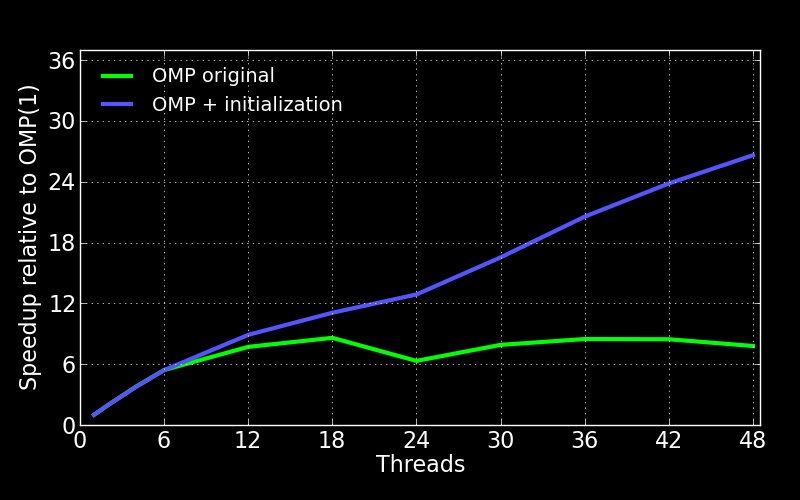 OMP original
OMP + initialization
Speedup relative to OMP(1)
36
30
24
18
12
6
0
0 6 12 18 24 30 36 42 48
Threads